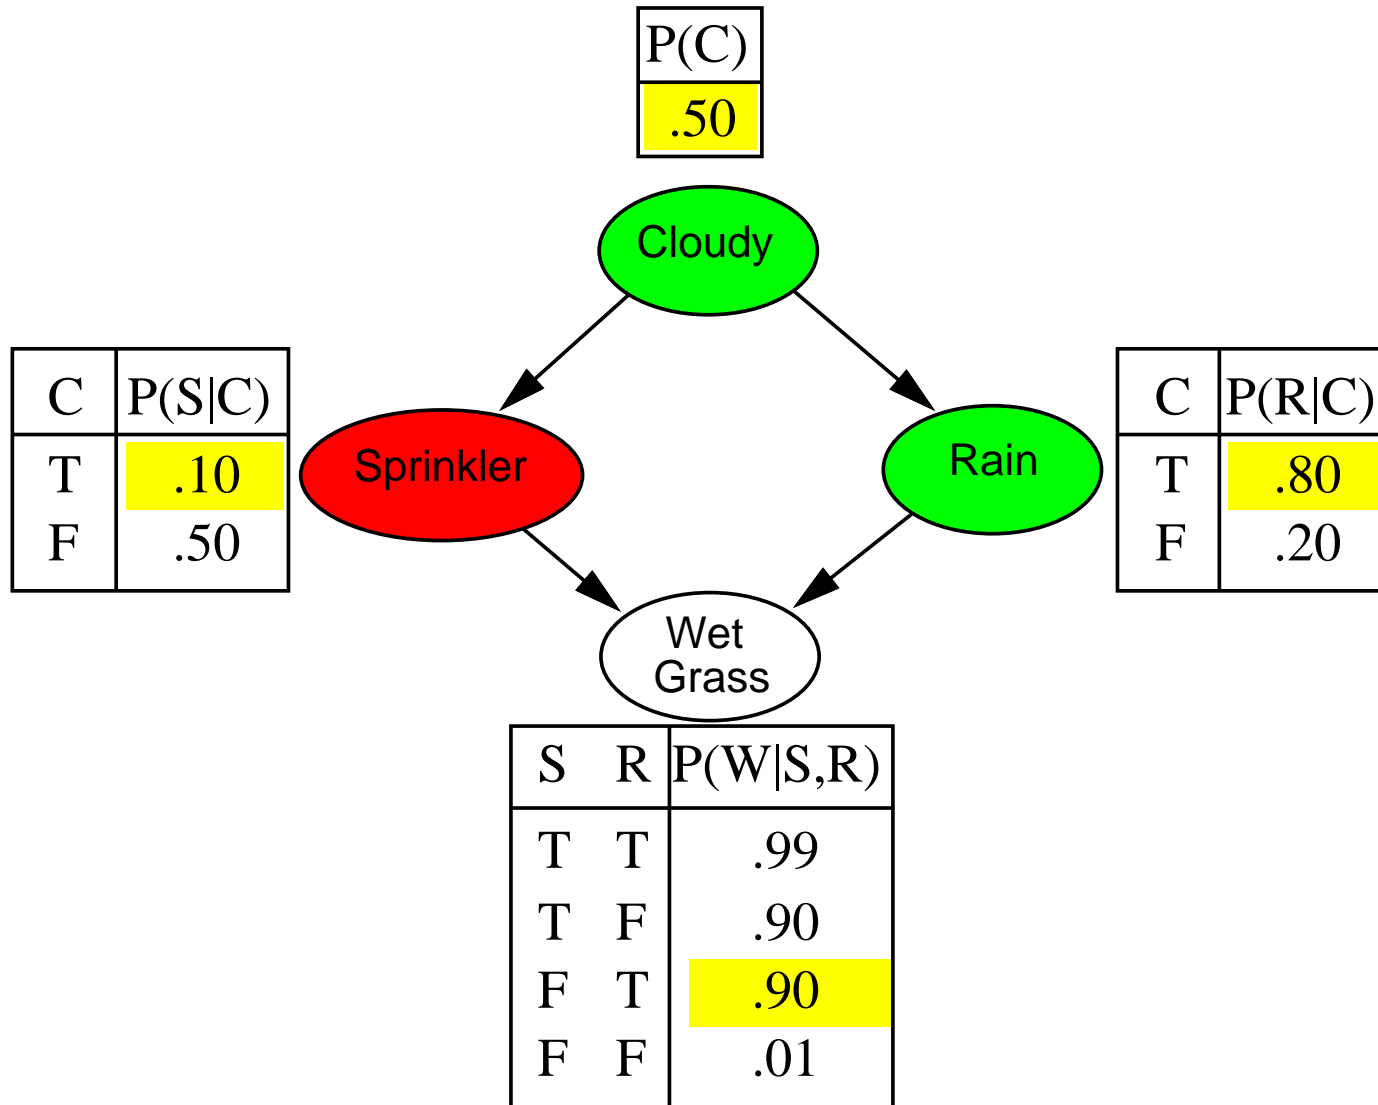 P(C)
.50
Cloudy
C P(S|C)
T .10
F .50
Sprinkler
Rain
C P(R|C)
T .80
F .20
Wet
Grass
S R P(W|S,R)
T T .99
T F .90
F T .90
F F .01